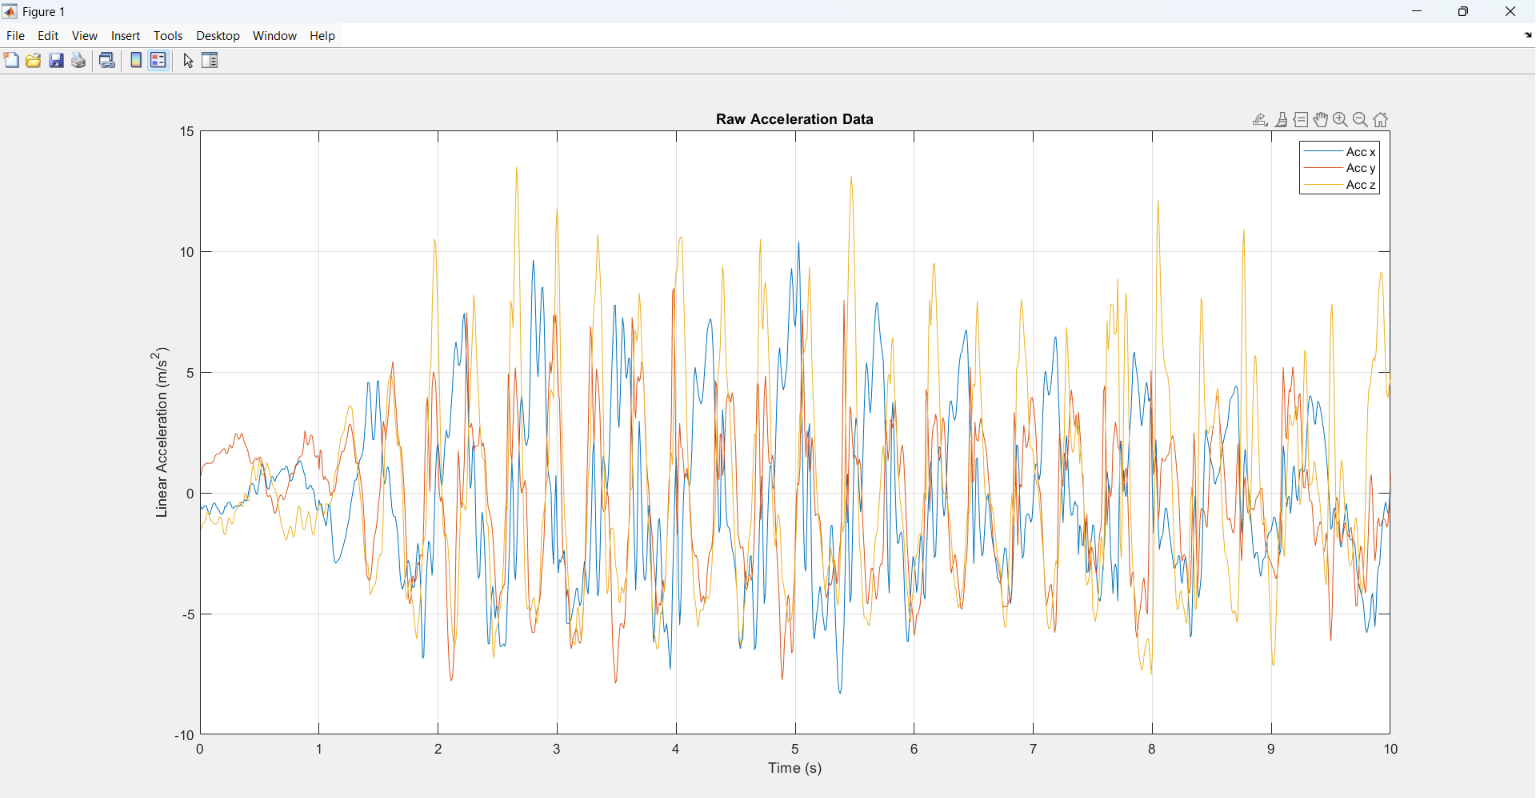 Figure 1
File Edit View Insert Tools Desktop Window Help
Raw Acceleration Data
15
10
5
0
-5
-10
Linear Acceleration (m/s²)
Acc x
Acc y
Acc z
0 1 2 3 4 5 6 7 8 9 10
Time (s)